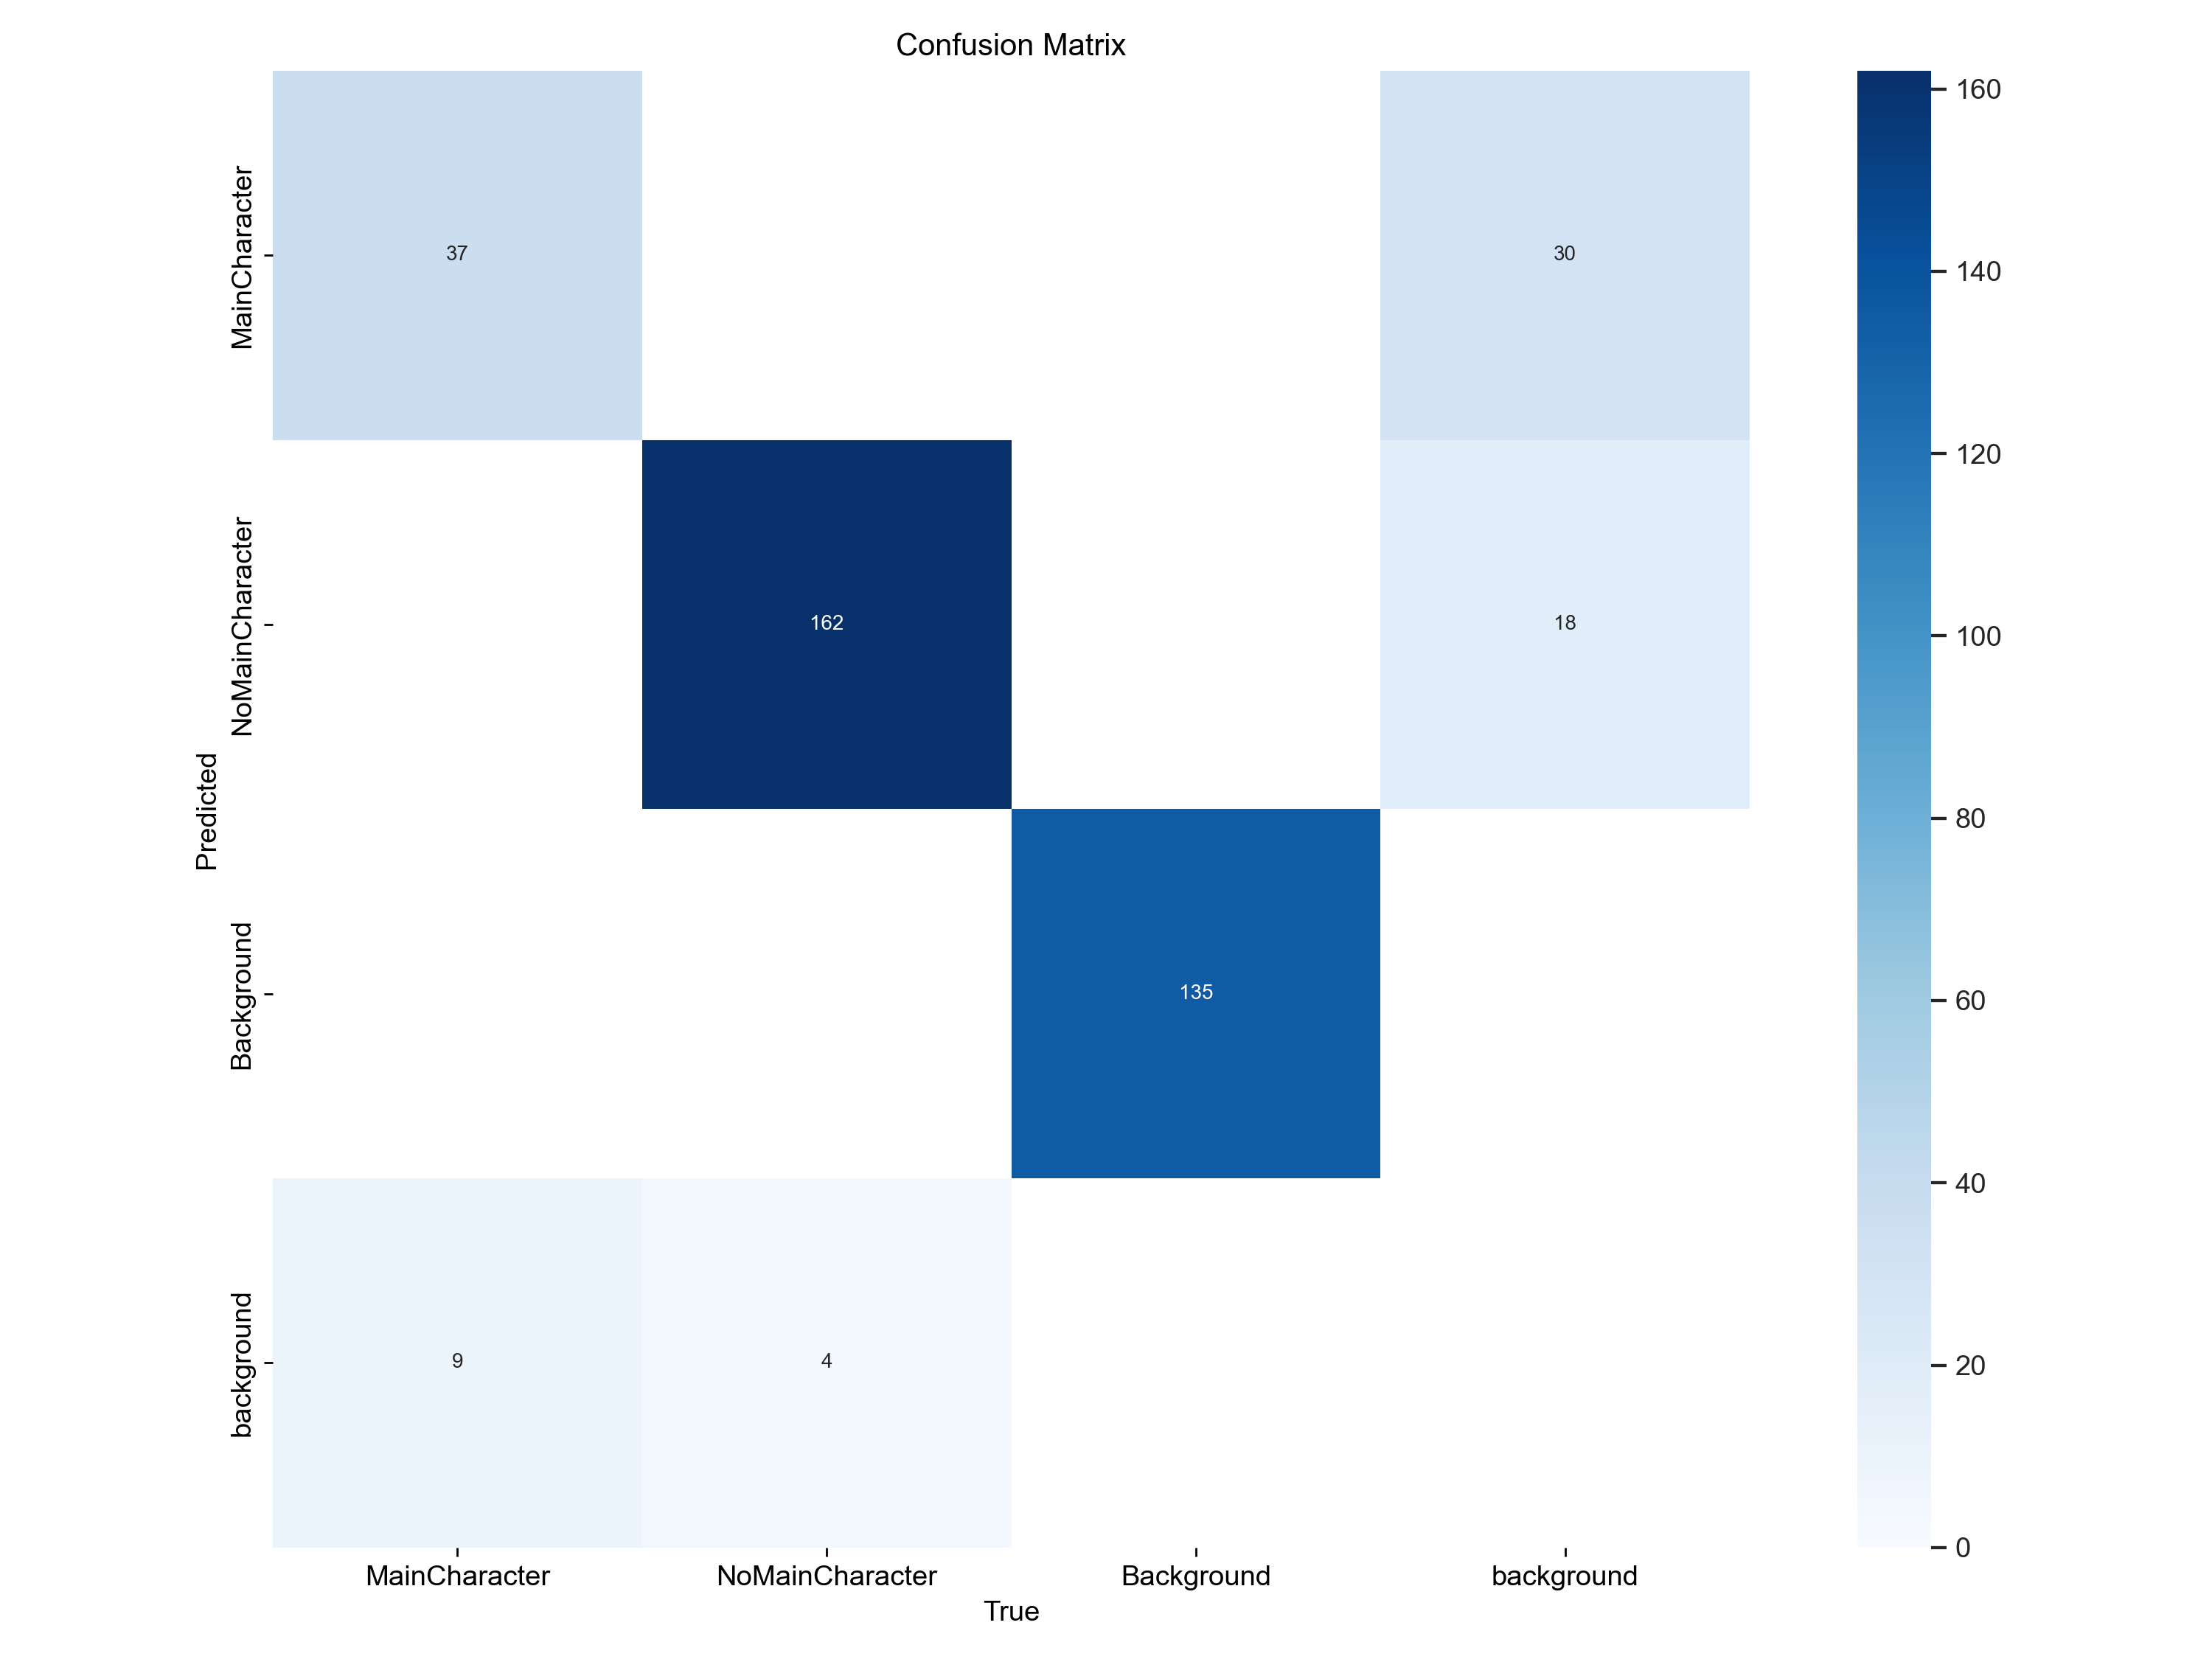 Confusion Matrix
MainCharacter
NoMainCharacter
Background
background
Predicted
37
30
162
18
135
9
4
MainCharacter
NoMainCharacter
Background
background
True
160
140
120
100
80
60
40
20
0